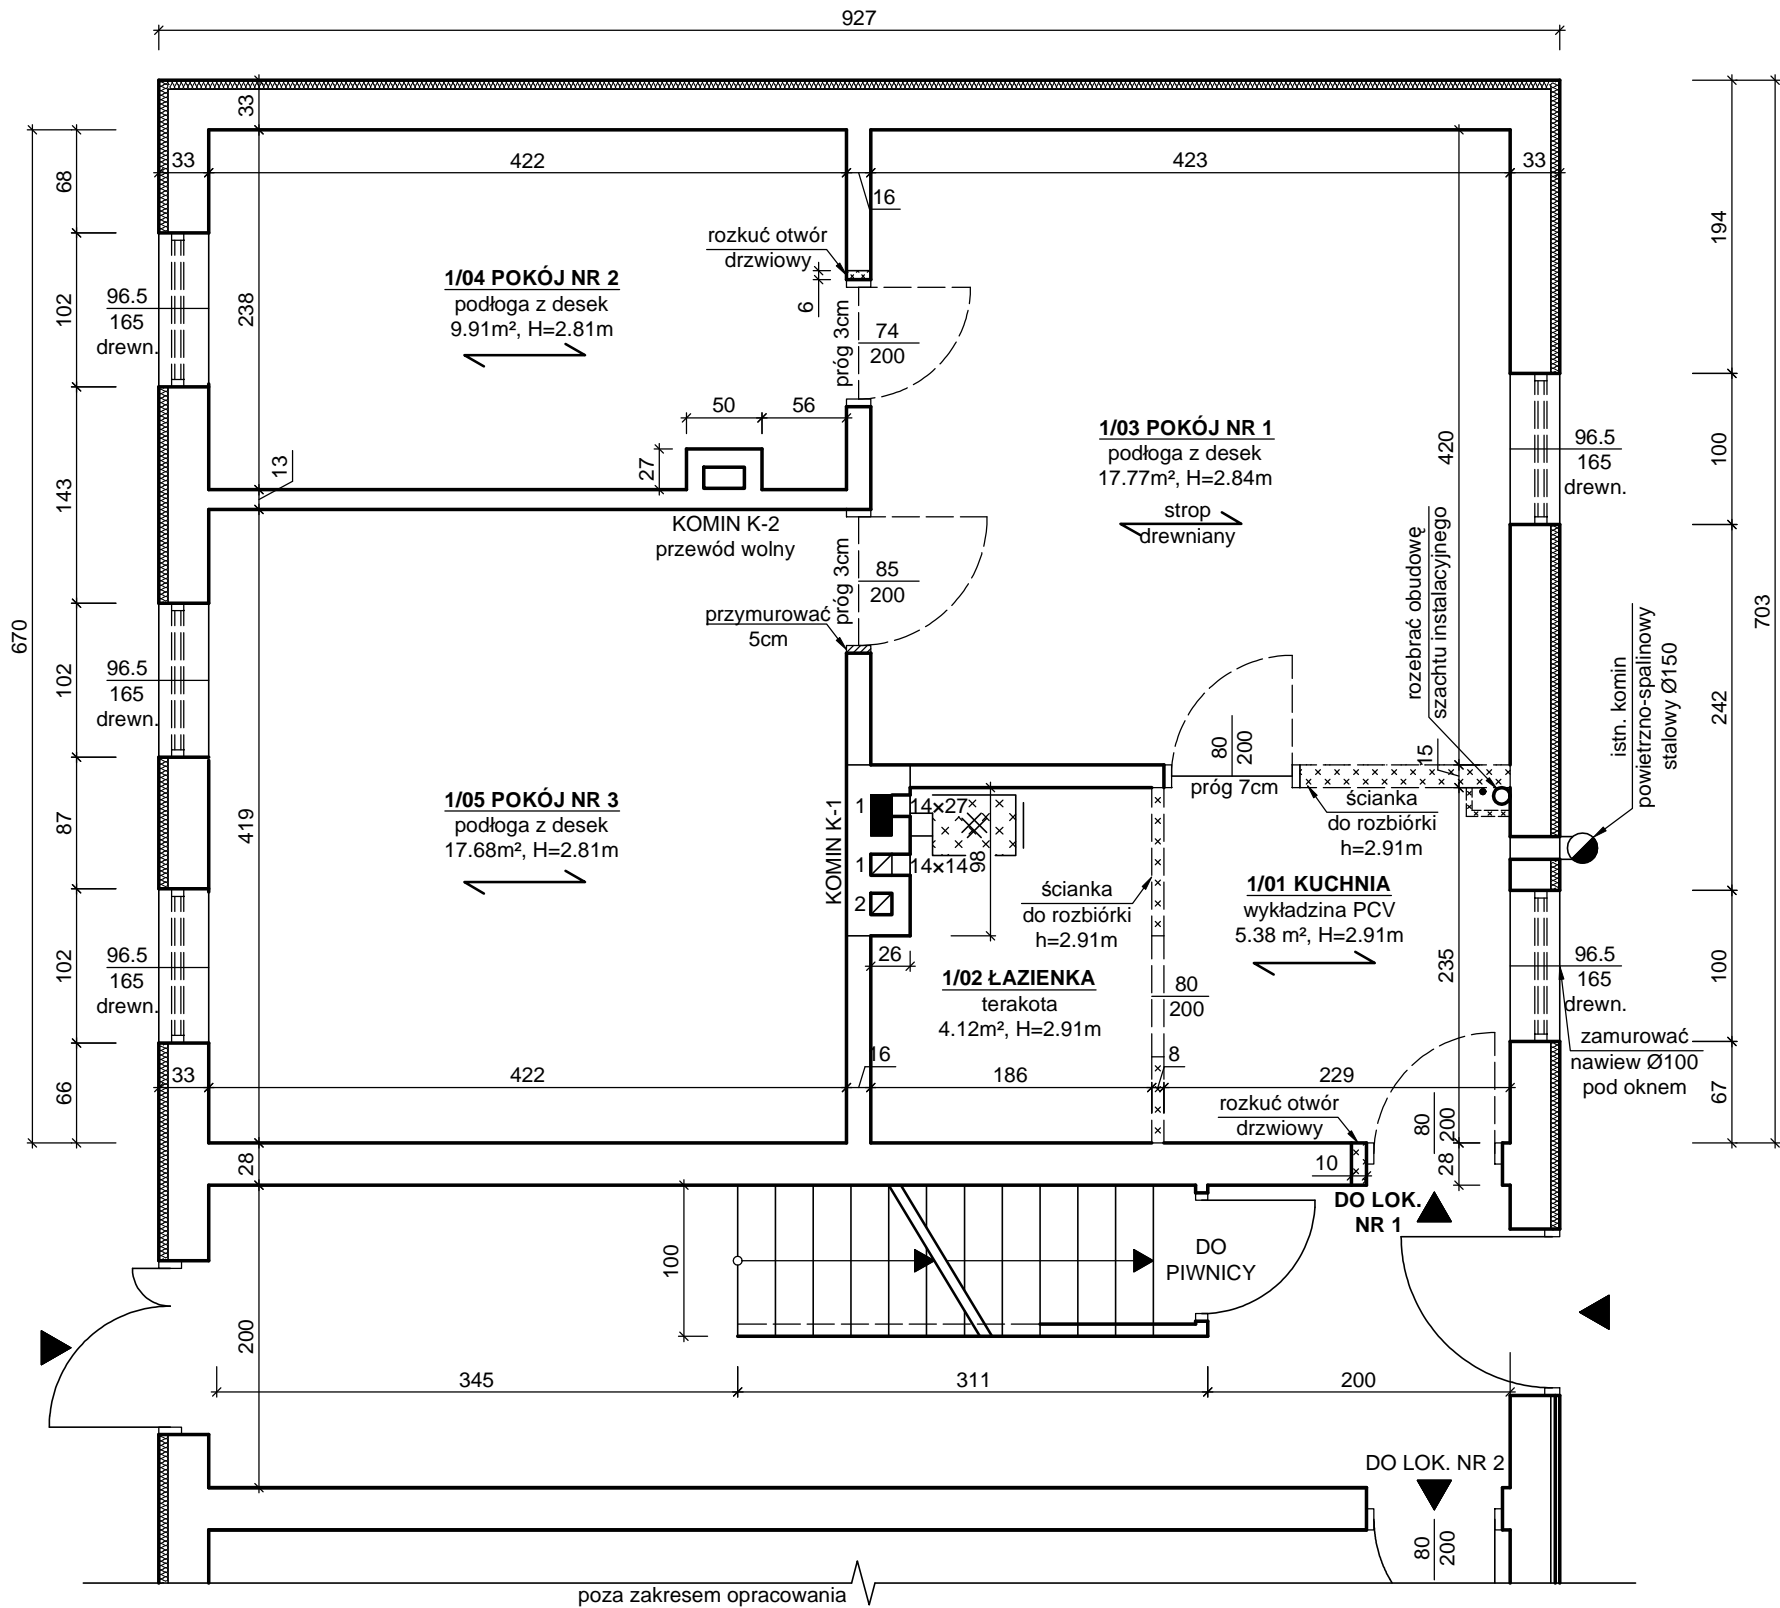 927
33
33
422
423
33
16
68
102
143
102
87
102
66
670
194
100
242
100
67
703
rozkuć otwór
drzwiowy
6
1/04 POKÓJ NR 2
podłoga z desek
9.91m², H=2.81m
238
96.5
165
drewn.
próg 3cm
74
200
50
56
27
13
KOMIN K-2
przewód wolny
1/03 POKÓJ NR 1
podłoga z desek
17.77m², H=2.84m
strop
drewniany
420
96.5
165
drewn.
rozebrać obudowę
szachtu instalacyjnego
próg 3cm
85
200
przymurować
5cm
96.5
165
drewn.
istn. komin
powietrzno-spalinowy
stalowy Ø150
80
200
próg 7cm
15
ścianka
do rozbiórki
h=2.91m
1/05 POKÓJ NR 3
podłoga z desek
17.68m², H=2.81m
419
KOMIN K-1
1
14×27
1
14×14
2
98
26
ścianka
do rozbiórki
h=2.91m
1/01 KUCHNIA
wykładzina PCV
5.38 m², H=2.91m
235
96.5
165
drewn.
96.5
165
drewn.
1/02 ŁAZIENKA
terakota
4.12m², H=2.91m
80
200
zamurować
nawiew Ø100
pod oknem
33
422
16
186
8
229
rozkuć otwór
drzwiowy
80
200
28
10
28
DO LOK.
NR 1
100
DO
PIWNICY
200
345
311
200
DO LOK. NR 2
80
200
poza zakresem opracowania